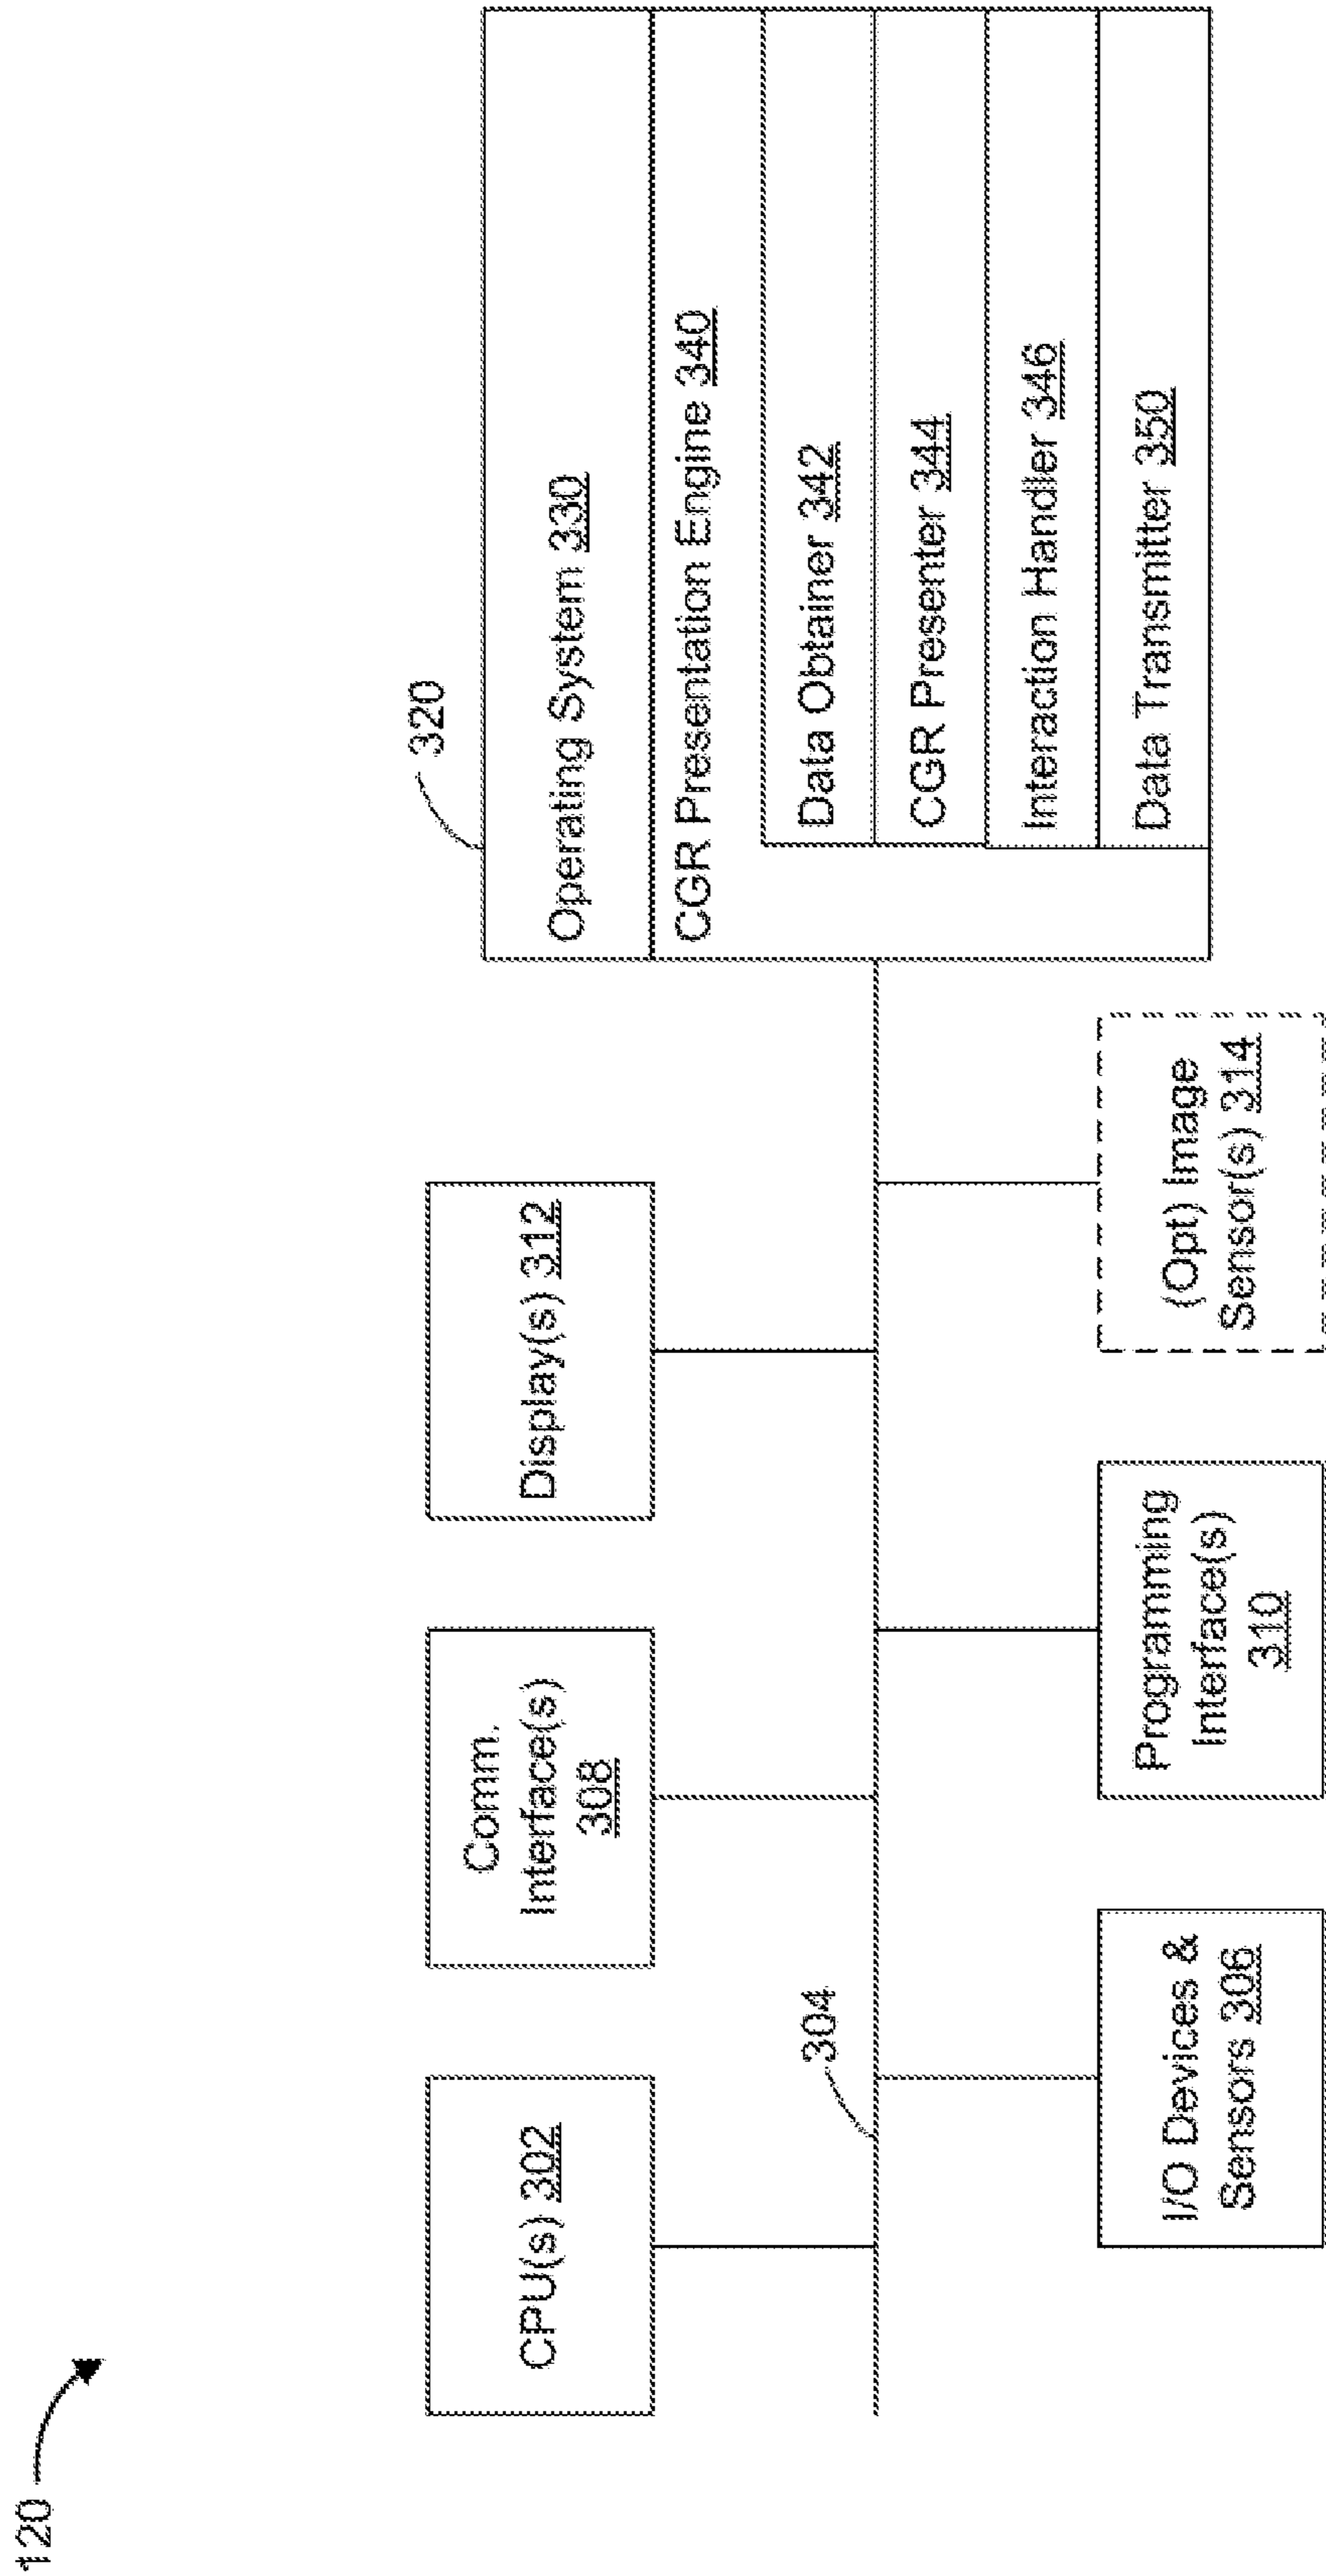 120
CPU(s) 302
Comm.
Interface(s)
308
Display(s) 312
304
I/O Devices &
Sensors 306
Programming
Interface(s)
310
(Opt) Image
Sensor(s) 314
320
Operating System 330
CGR Presentation Engine 340
Data Obtainer 342
CGR Presenter 344
Interaction Handler 346
Data Transmitter 350